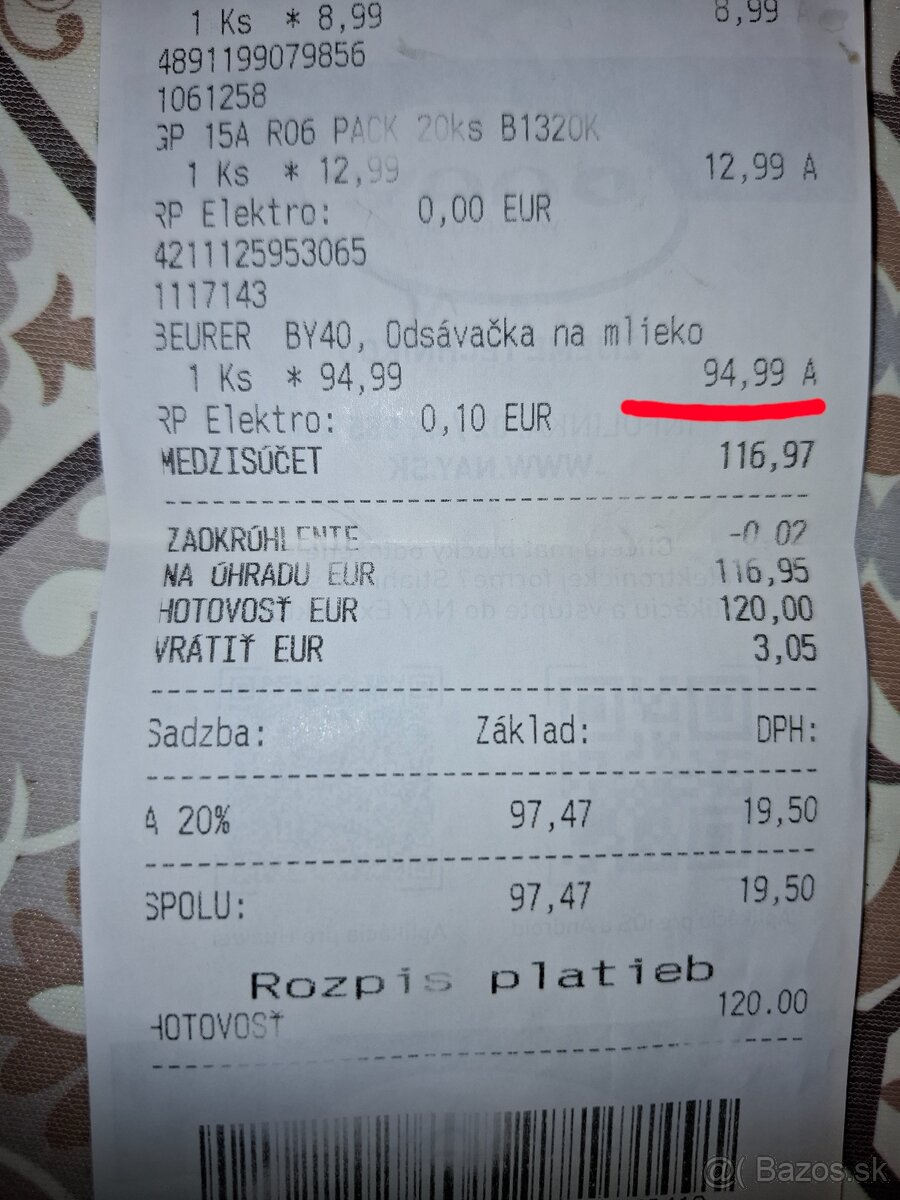 1 Ks * 8,99 8,99 A
4891199079856
1061258
GP 15A R06 PACK 20ks B1320K
1 Ks * 12,99 12,99 A
RP Elektro: 0,00 EUR
4211125953065
1117143
BEURER BY40, Odsávačka na mlieko
1 Ks * 94,99 94,99 A
RP Elektro: 0,10 EUR
MEDZISÚČET 116,97
ZAOKRÚHLENIE -0,02
NA ÚHRADU EUR 116,95
HOTOVOSŤ EUR 120,00
VRÁTIŤ EUR 3,05
Sadzba: Základ: DPH:
A 20% 97,47 19,50
SPOLU: 97,47 19,50
Rozpis platieb
HOTOVOSŤ 120.00
@( Bazos.sk